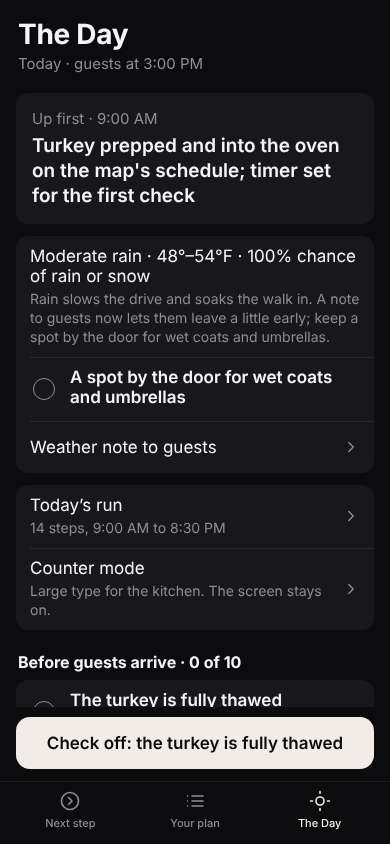 The Day
Today · guests at 3:00 PM
Up first · 9:00 AM
Turkey prepped and into the oven
on the map's schedule; timer set
for the first check
Moderate rain · 48°–54°F · 100% chance
of rain or snow
Rain slows the drive and soaks the walk in. A note
to guests now lets them leave a little early; keep a
spot by the door for wet coats and umbrellas.
A spot by the door for wet coats
and umbrellas
Weather note to guests
Today’s run
14 steps, 9:00 AM to 8:30 PM
Counter mode
Large type for the kitchen. The screen stays
on.
Before guests arrive · 0 of 10
The turkey is fully thawed
Check off: the turkey is fully thawed
Next step
Your plan
The Day